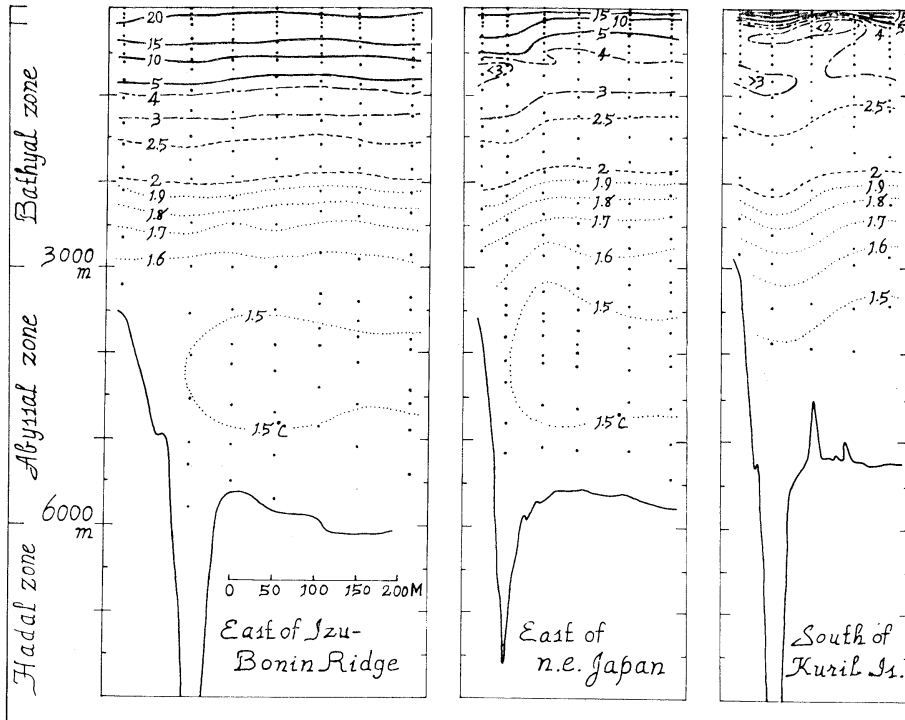 Bathyal zone
3000
m
Abyssal zone
6000
m
Hadal zone
20
15
10
5
4
3
2.5
2
1.9
1.8
1.7
1.6
1.5
1.5°C
0 50 100 150 200M
East of Izu-
Bonin Ridge
15
10
5
4
<3
3
2.5
2
1.9
1.8
1.7
1.6
1.5
1.5°C
East of
n.e. Japan
15
5
<2
4
>3
2.5
2
1.9
1.8
1.7
1.6
1.5
South of
Kuril Is.